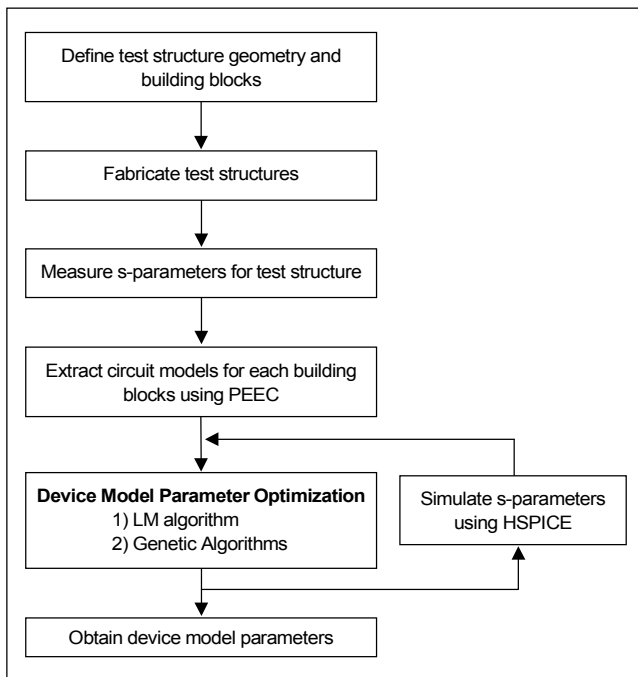 Define test structure geometry and
building blocks
Fabricate test structures
Measure s-parameters for test structure
Extract circuit models for each building
blocks using PEEC
Device Model Parameter Optimization
1) LM algorithm
2) Genetic Algorithms
Simulate s-parameters
using HSPICE
Obtain device model parameters